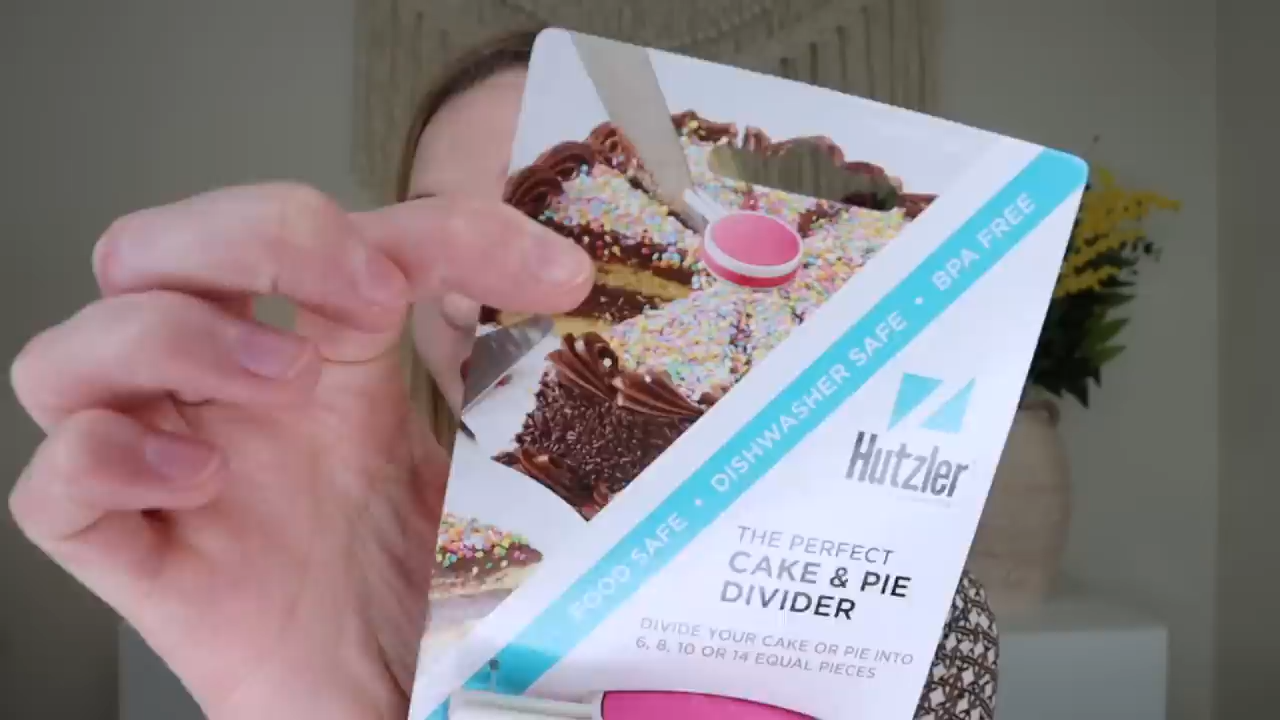 FOOD SAFE • DISHWASHER SAFE • BPA FREE
Hutzler
THE PERFECT
CAKE & PIE
DIVIDER
DIVIDE YOUR CAKE OR PIE INTO
6, 8, 10 OR 14 EQUAL PIECES